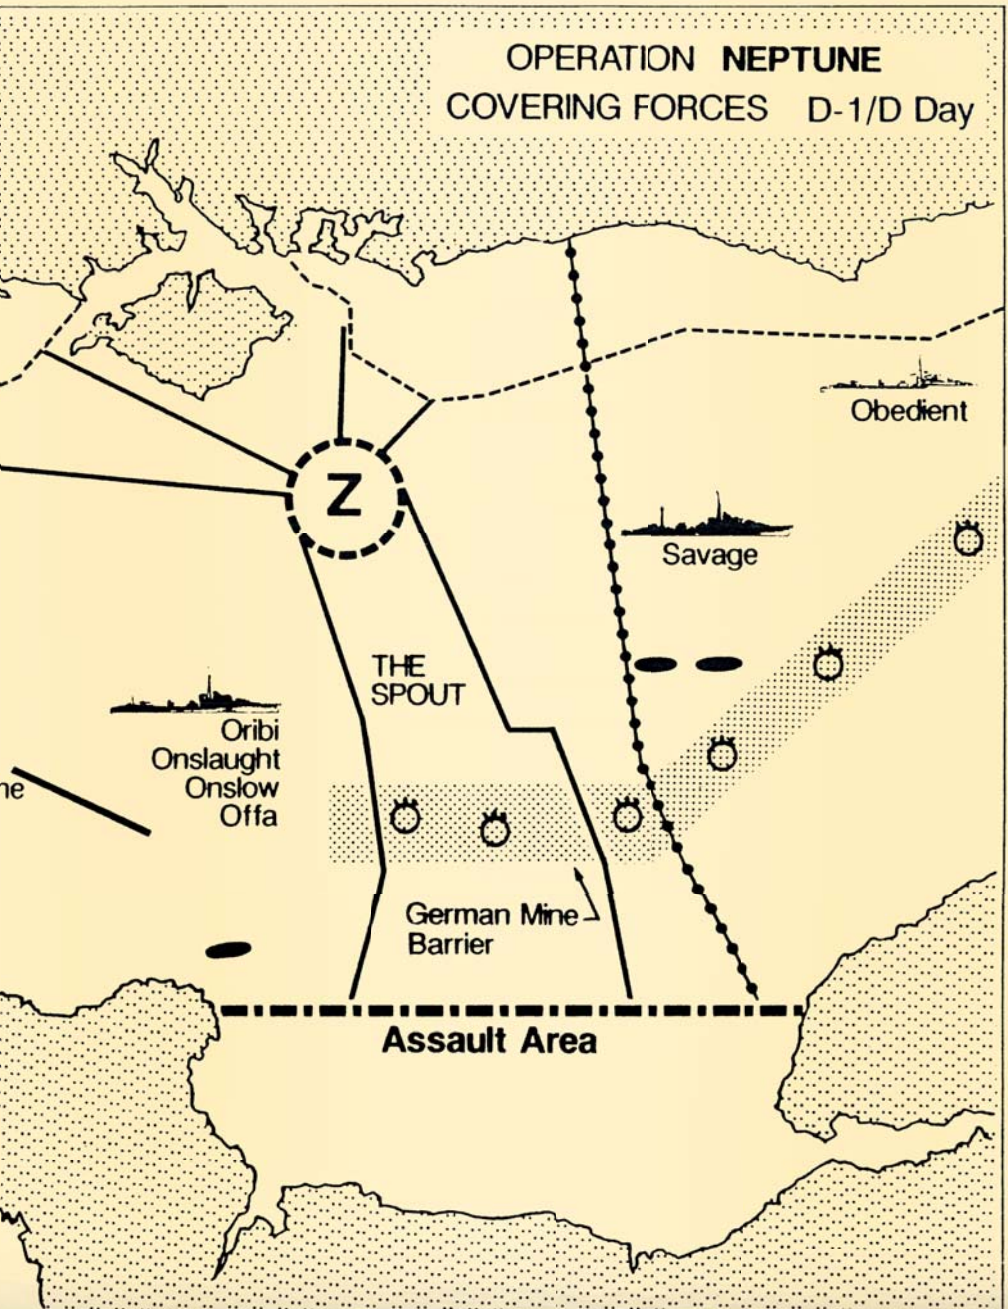 OPERATION NEPTUNE
COVERING FORCES D-1/D Day
Obedient
Z
Savage
THE
SPOUT
Oribi
Onslaught
Onslow
Offa
ne
German Mine
Barrier
Assault Area